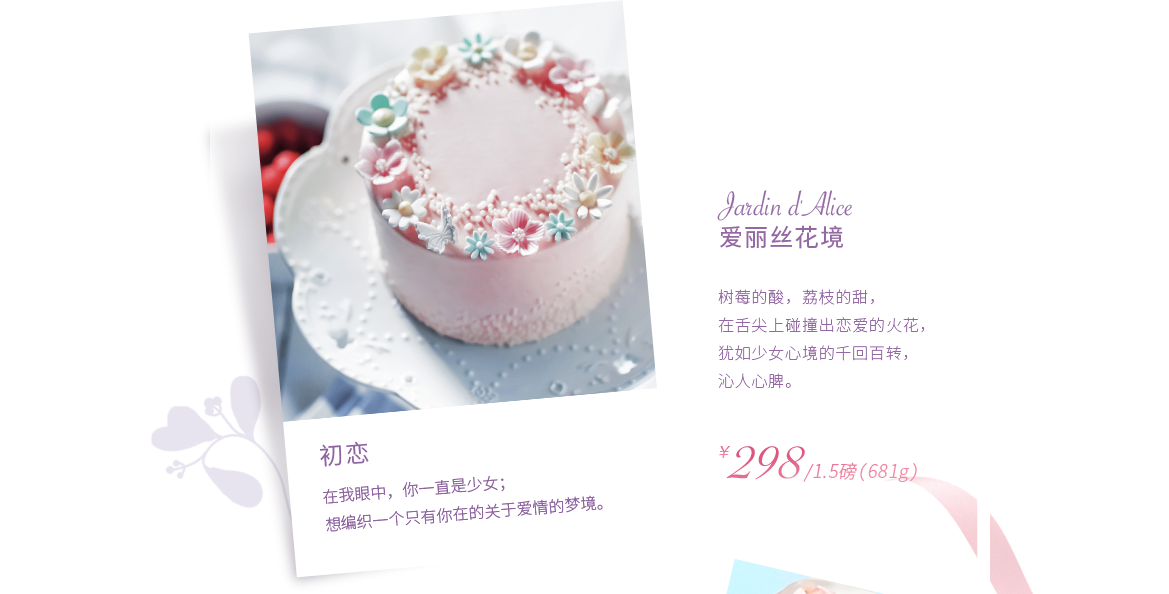 Jardin d'Alice
爱丽丝花境
树莓的酸，荔枝的甜，
在舌尖上碰撞出恋爱的火花，
犹如少女心境的千回百转，
沁人心脾。
¥298/1.5磅(681g)
初恋
在我眼中，你一直是少女；
想编织一个只有你在的关于爱情的梦境。